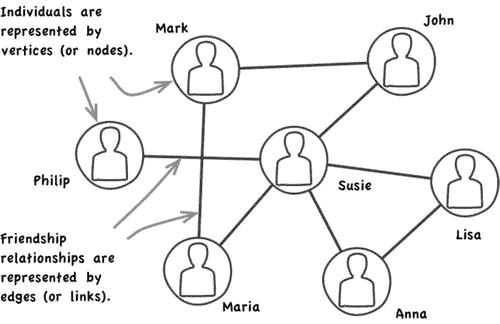 Individuals are
represented by
vertices (or nodes).
Mark
John
Philip
Susie
Lisa
Friendship
relationships are
represented by
edges (or links).
Maria
Anna